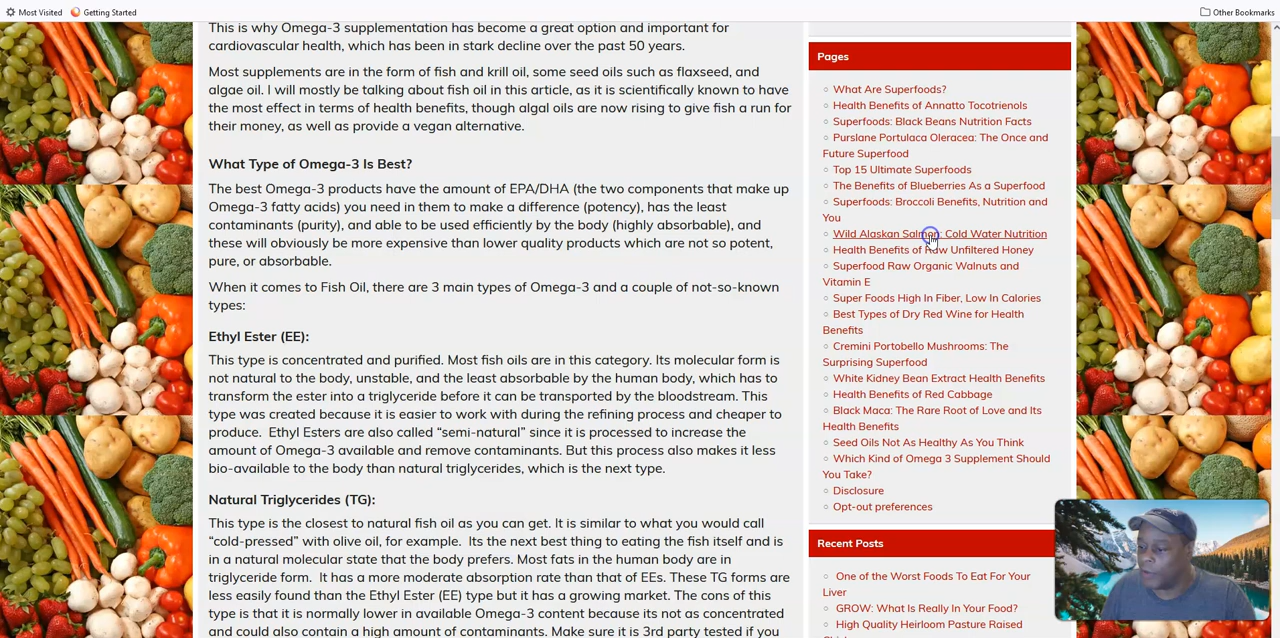 Most Visited
Getting Started
Other Bookmarks
This is why Omega-3 supplementation has become a great option and important for
cardiovascular health, which has been in stark decline over the past 50 years.
Most supplements are in the form of fish and krill oil, some seed oils such as flaxseed, and
algae oil. I will mostly be talking about fish oil in this article, as it is scientifically known to have
the most effect in terms of health benefits, though algal oils are now rising to give fish a run for
their money, as well as provide a vegan alternative.
What Type of Omega-3 Is Best?
The best Omega-3 products have the amount of EPA/DHA (the two components that make up
Omega-3 fatty acids) you need in them to make a difference (potency), has the least
contaminants (purity), and able to be used efficiently by the body (highly absorbable), and
these will obviously be more expensive than lower quality products which are not so potent,
pure, or absorbable.
When it comes to Fish Oil, there are 3 main types of Omega-3 and a couple of not-so-known
types:
Ethyl Ester (EE):
This type is concentrated and purified. Most fish oils are in this category. Its molecular form is
not natural to the body, unstable, and the least absorbable by the human body, which has to
transform the ester into a triglyceride before it can be transported by the bloodstream. This
type was created because it is easier to work with during the refining process and cheaper to
produce.  Ethyl Esters are also called “semi-natural” since it is processed to increase the
amount of Omega-3 available and remove contaminants. But this process also makes it less
bio-available to the body than natural triglycerides, which is the next type.
Natural Triglycerides (TG):
This type is the closest to natural fish oil as you can get. It is similar to what you would call
“cold-pressed” with olive oil, for example.  Its the next best thing to eating the fish itself and is
in a natural molecular state that the body prefers. Most fats in the human body are in
triglyceride form.  It has a more moderate absorption rate than that of EEs. These TG forms are
less easily found than the Ethyl Ester (EE) type but it has a growing market. The cons of this
type is that it is normally lower in available Omega-3 content because its not as concentrated
and could also contain a high amount of contaminants. Make sure it is 3rd party tested if you
Pages
What Are Superfoods?
Health Benefits of Annatto Tocotrienols
Superfoods: Black Beans Nutrition Facts
Purslane Portulaca Oleracea: The Once and
Future Superfood
Top 15 Ultimate Superfoods
The Benefits of Blueberries As a Superfood
Superfoods: Broccoli Benefits, Nutrition and
You
Wild Alaskan Salmon: Cold Water Nutrition
Health Benefits of Raw Unfiltered Honey
Superfood Raw Organic Walnuts and
Vitamin E
Super Foods High In Fiber, Low In Calories
Best Types of Dry Red Wine for Health
Benefits
Cremini Portobello Mushrooms: The
Surprising Superfood
White Kidney Bean Extract Health Benefits
Health Benefits of Red Cabbage
Black Maca: The Rare Root of Love and Its
Health Benefits
Seed Oils Not As Healthy As You Think
Which Kind of Omega 3 Supplement Should
You Take?
Disclosure
Opt-out preferences
Recent Posts
One of the Worst Foods To Eat For Your
Liver
GROW: What Is Really In Your Food?
High Quality Heirloom Pasture Raised